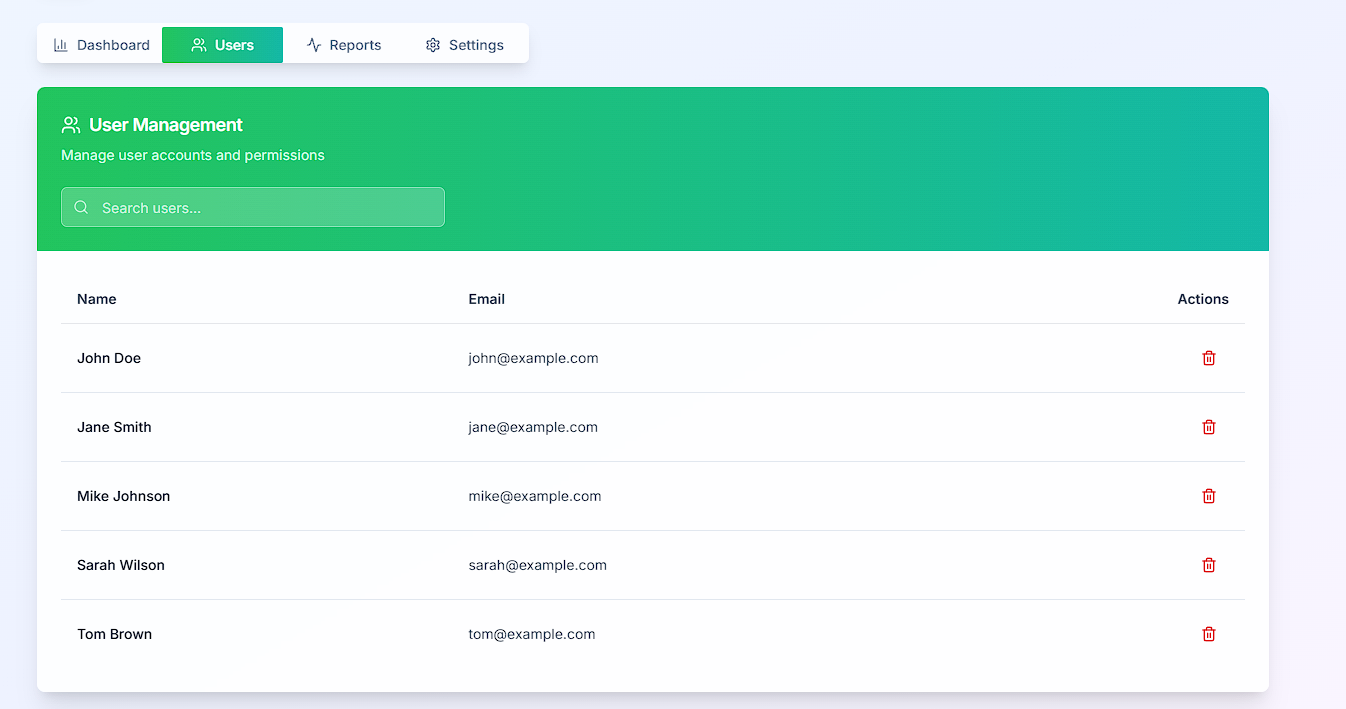 Dashboard Users Reports Settings
User Management
Manage user accounts and permissions
Search users...
Name Email Actions
John Doe john@example.com
Jane Smith jane@example.com
Mike Johnson mike@example.com
Sarah Wilson sarah@example.com
Tom Brown tom@example.com